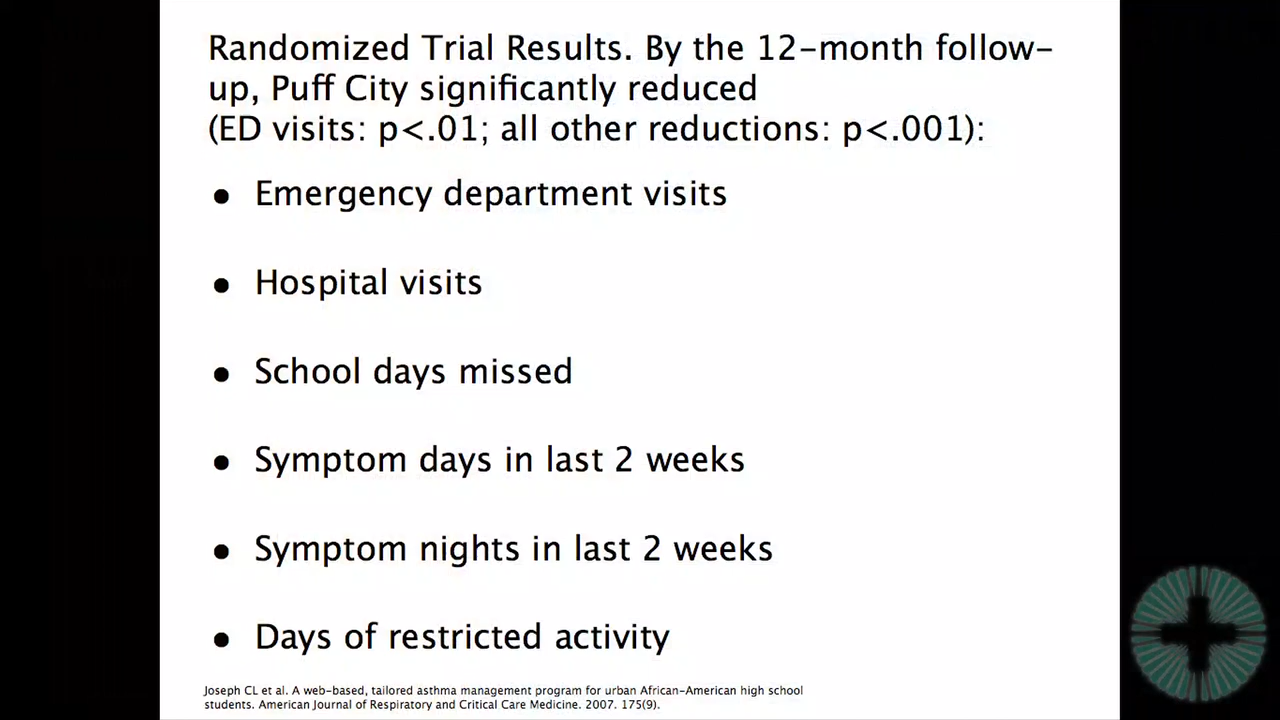 Randomized Trial Results. By the 12-month follow-
up, Puff City significantly reduced
(ED visits: p<.01; all other reductions: p<.001):
• Emergency department visits
• Hospital visits
• School days missed
• Symptom days in last 2 weeks
• Symptom nights in last 2 weeks
• Days of restricted activity
Joseph CL et al. A web-based, tailored asthma management program for urban African-American high school
students. American Journal of Respiratory and Critical Care Medicine. 2007. 175(9).